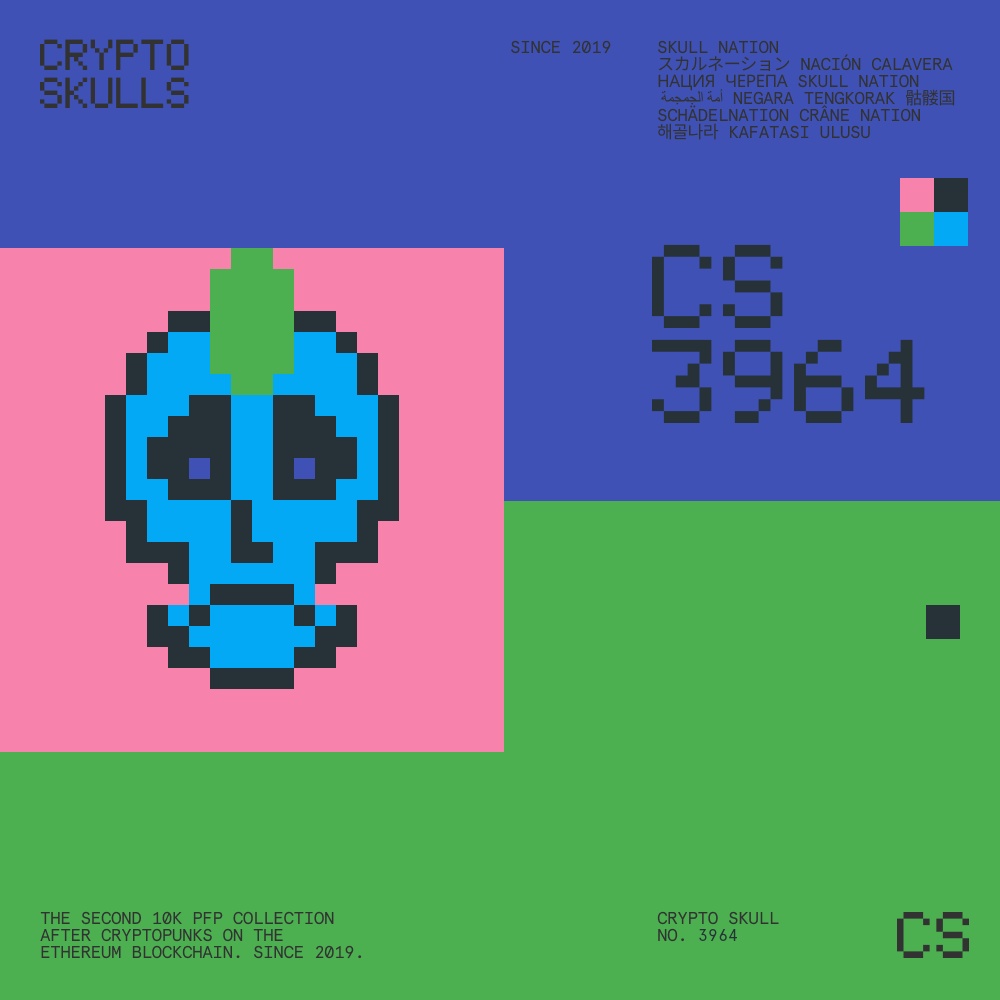 CRYPTO
SKULLS
SINCE 2019
SKULL NATION
スカルネーション NACIÓN CALAVERA
НАЦИЯ ЧЕРЕПА SKULL NATION
أمة الجمجمة NEGARA TENGKORAK 骷髅国
SCHÄDELNATION CRÂNE NATION
해골나라 KAFATASI ULUSU
CS
3964
THE SECOND 10K PFP COLLECTION
AFTER CRYPTOPUNKS ON THE
ETHEREUM BLOCKCHAIN. SINCE 2019.
CRYPTO SKULL
NO. 3964
CS